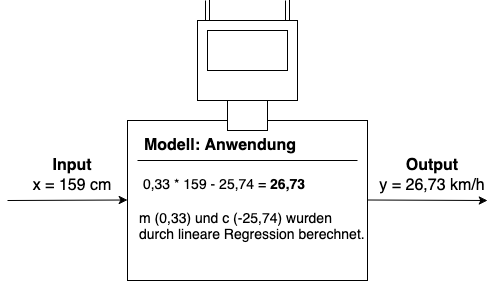 Modell: Anwendung
Input
x = 159 cm
0,33 * 159 - 25,74 = 26,73
m (0,33) und c (-25,74) wurden
durch lineare Regression berechnet.
Output
y = 26,73 km/h